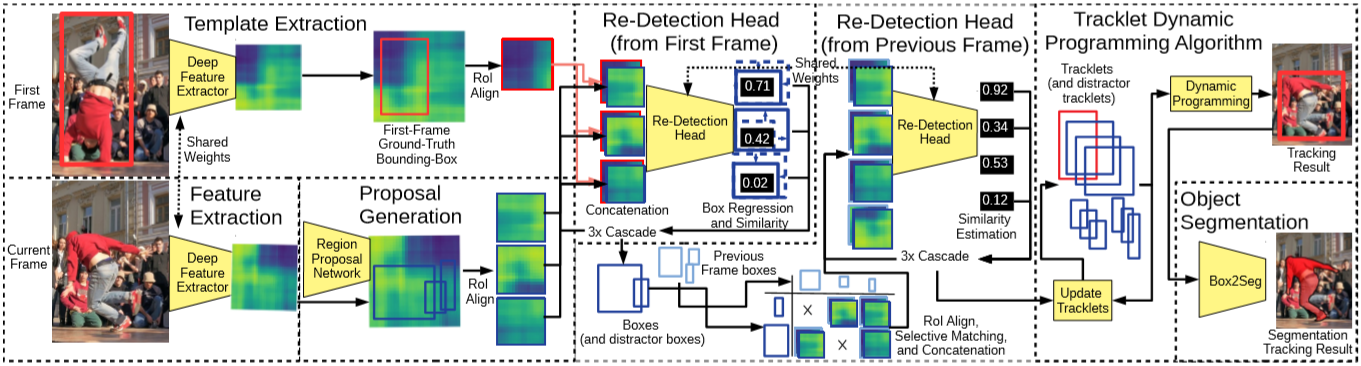 Template Extraction
First
Frame
Deep
Feature
Extractor
RoI
Align
First-Frame
Ground-Truth
Bounding-Box
Shared
Weights
Current
Frame
Feature
Extraction
Deep
Feature
Extractor
Proposal
Generation
Region
Proposal
Network
RoI
Align
Re-Detection Head
(from First Frame)
Shared
Weights
Re-Detection
Head
0.71
0.42
0.02
Concatenation
Box Regression
and Similarity
3x Cascade
Previous
Frame boxes
Boxes
(and distractor boxes)
X
X
RoI Align,
Selective Matching,
and Concatenation
Re-Detection Head
(from Previous Frame)
Re-Detection
Head
0.92
0.34
0.53
0.12
Similarity
Estimation
3x Cascade
Tracklet Dynamic
Programming Algorithm
Tracklets
(and distractor
tracklets)
Dynamic
Programming
Tracking
Result
Update
Tracklets
Object
Segmentation
Box2Seg
Segmentation
Tracking Result